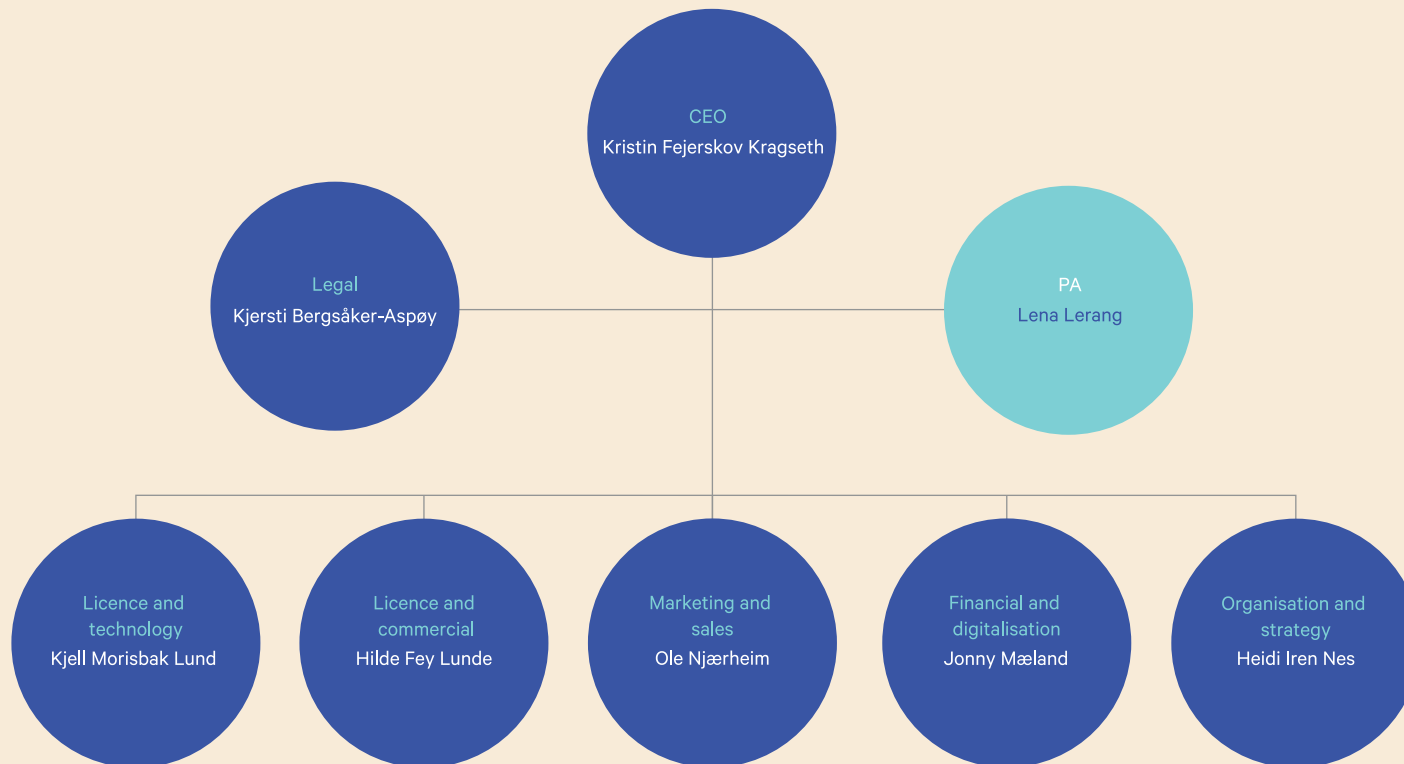 CEO
Kristin Fejerskov Kragseth
Legal
Kjersti Bergsåker-Aspøy
PA
Lena Lerang
Licence and
technology
Kjell Morisbak Lund
Licence and
commercial
Hilde Fey Lunde
Marketing and
sales
Ole Njærheim
Financial and
digitalisation
Jonny Mæland
Organisation and
strategy
Heidi Iren Nes